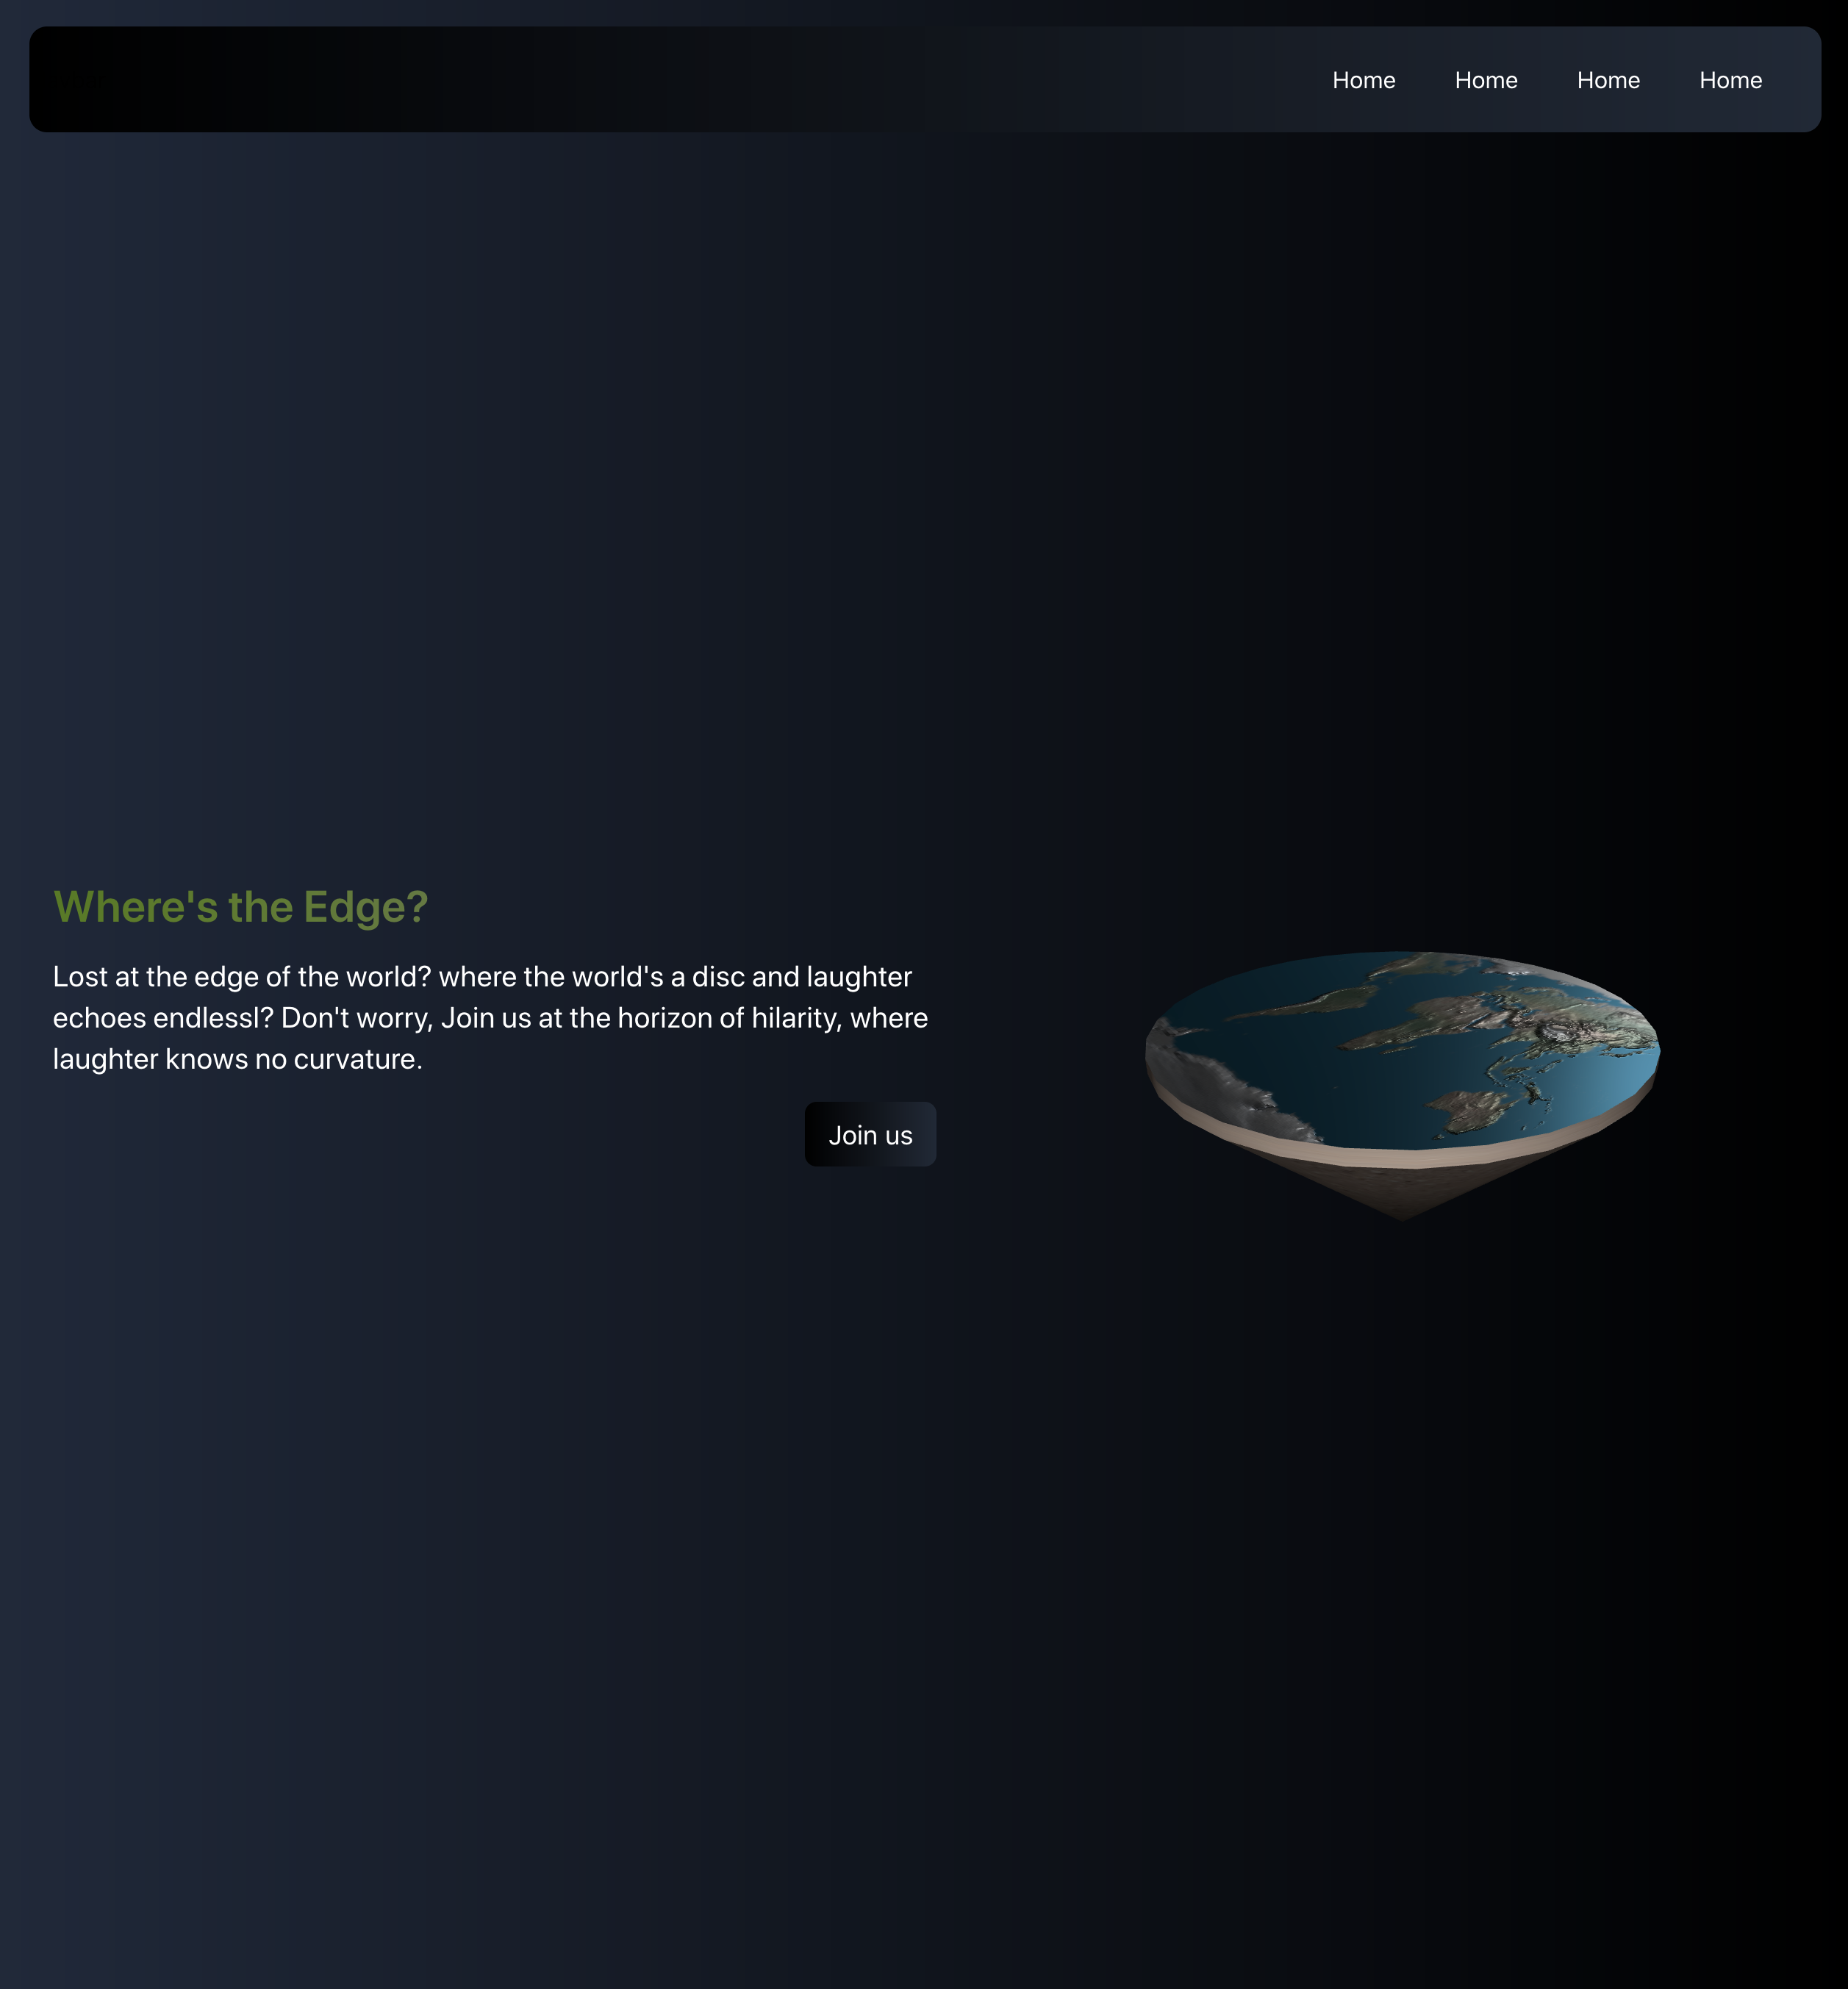 Home Home Home Home
Where's the Edge?
Lost at the edge of the world? where the world's a disc and laughter
echoes endlessl? Don't worry, Join us at the horizon of hilarity, where
laughter knows no curvature.
Join us